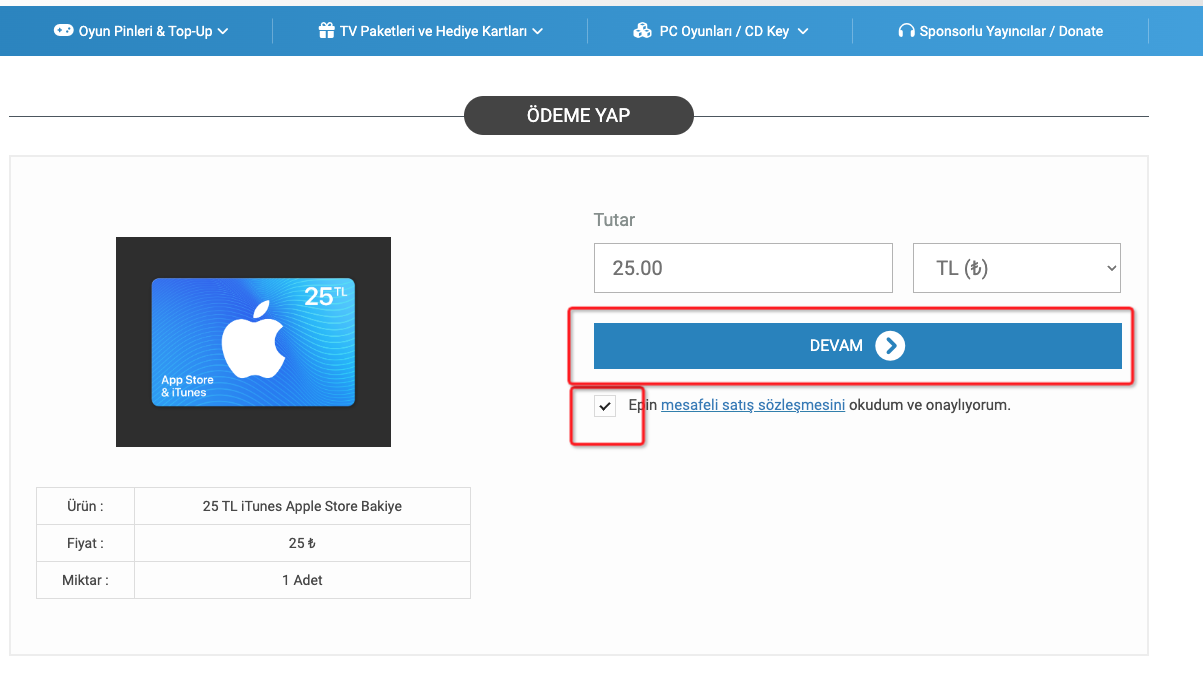 Oyun Pinleri & Top-Up
TV Paketleri ve Hediye Kartları
PC Oyunları / CD Key
Sponsorlu Yayıncılar / Donate
ÖDEME YAP
Tutar
25.00
TL (₺)
DEVAM
Epin mesafeli satış sözleşmesini okudum ve onaylıyorum.
25TL
App Store
& iTunes
Ürün : 25 TL iTunes Apple Store Bakiye
Fiyat : 25 ₺
Miktar : 1 Adet